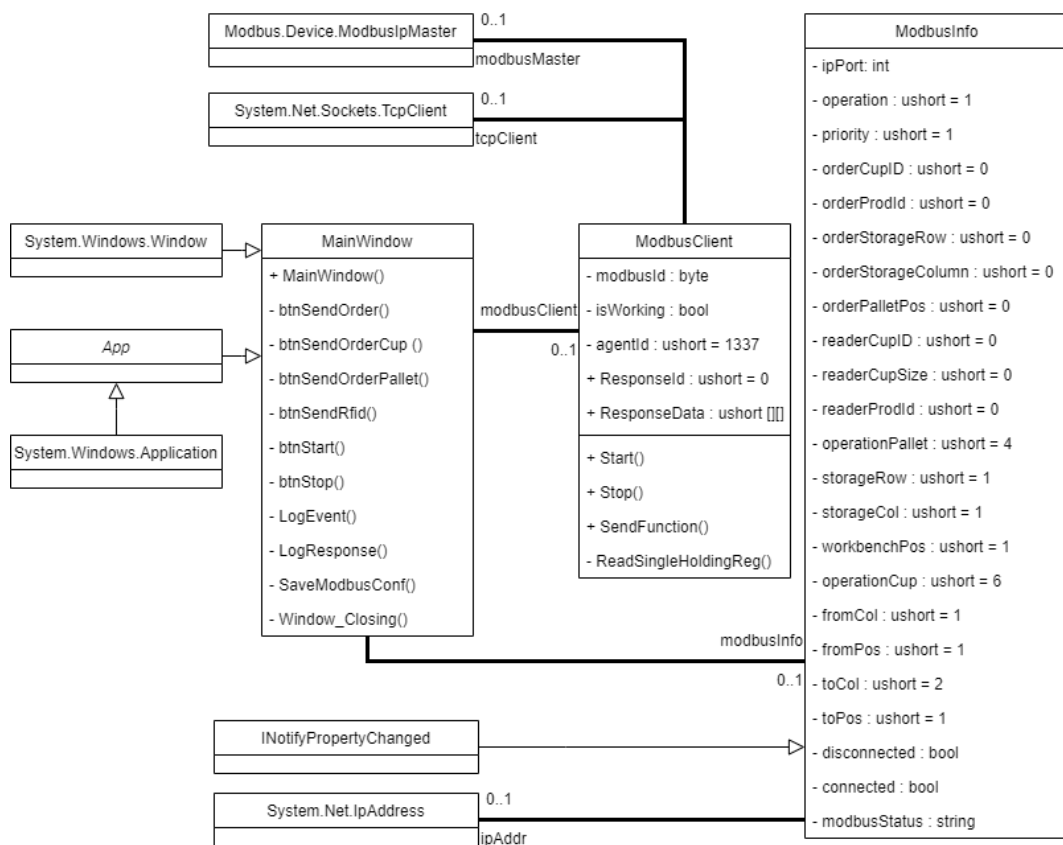 Modbus.Device.ModbusIpMaster
0..1
modbusMaster
System.Net.Sockets.TcpClient
0..1
tcpClient
System.Windows.Window
App
System.Windows.Application
MainWindow
+ MainWindow()
- btnSendOrder()
- btnSendOrderCup ()
- btnSendOrderPallet()
- btnSendRfid()
- btnStart()
- btnStop()
- LogEvent()
- LogResponse()
- SaveModbusConf()
- Window_Closing()
modbusClient
0..1
ModbusClient
- modbusId : byte
- isWorking : bool
- agentId : ushort = 1337
+ ResponseId : ushort = 0
+ ResponseData : ushort [][]
+ Start()
+ Stop()
+ SendFunction()
- ReadSingleHoldingReg()
modbusInfo
0..1
INotifyPropertyChanged
System.Net.IpAddress
0..1
ipAddr
ModbusInfo
- ipPort: int
- operation : ushort = 1
- priority : ushort = 1
- orderCupID : ushort = 0
- orderProdId : ushort = 0
- orderStorageRow : ushort = 0
- orderStorageColumn : ushort = 0
- orderPalletPos : ushort = 0
- readerCupID : ushort = 0
- readerCupSize : ushort = 0
- readerProdId : ushort = 0
- operationPallet : ushort = 4
- storageRow : ushort = 1
- storageCol : ushort = 1
- workbenchPos : ushort = 1
- operationCup : ushort = 6
- fromCol : ushort = 1
- fromPos : ushort = 1
- toCol : ushort = 2
- toPos : ushort = 1
- disconnected : bool
- connected : bool
- modbusStatus : string